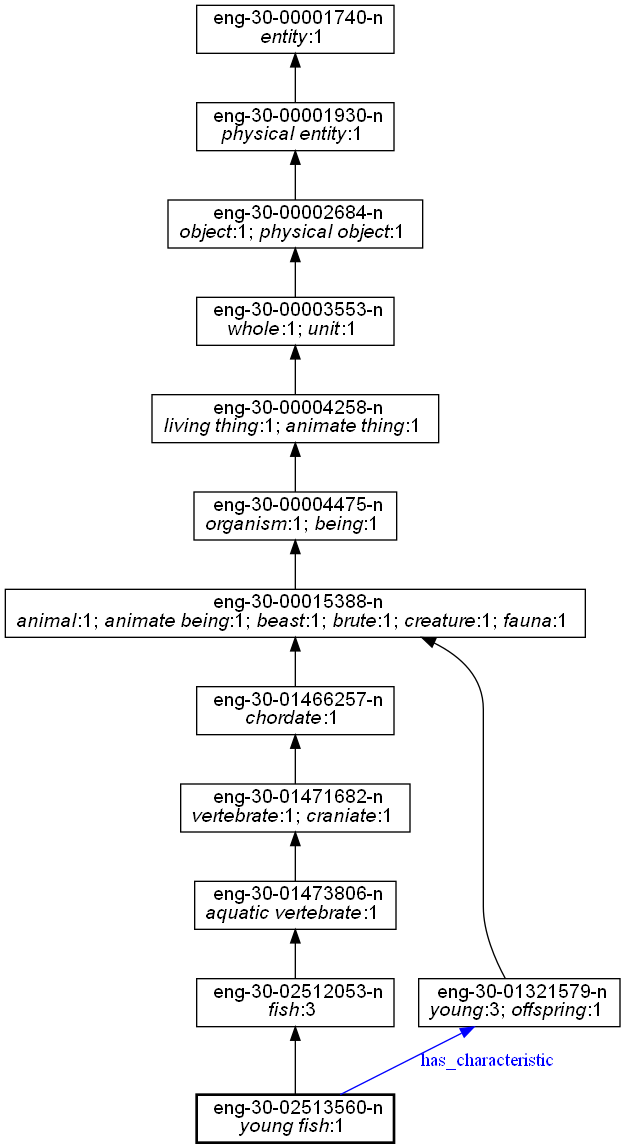 eng-30-00001740-n
entity:1
eng-30-00001930-n
physical entity:1
eng-30-00002684-n
object:1; physical object:1
eng-30-00003553-n
whole:1; unit:1
eng-30-00004258-n
living thing:1; animate thing:1
eng-30-00004475-n
organism:1; being:1
eng-30-00015388-n
animal:1; animate being:1; beast:1; brute:1; creature:1; fauna:1
eng-30-01466257-n
chordate:1
eng-30-01471682-n
vertebrate:1; craniate:1
eng-30-01473806-n
aquatic vertebrate:1
eng-30-02512053-n
fish:3
eng-30-01321579-n
young:3; offspring:1
has_characteristic
eng-30-02513560-n
young fish:1